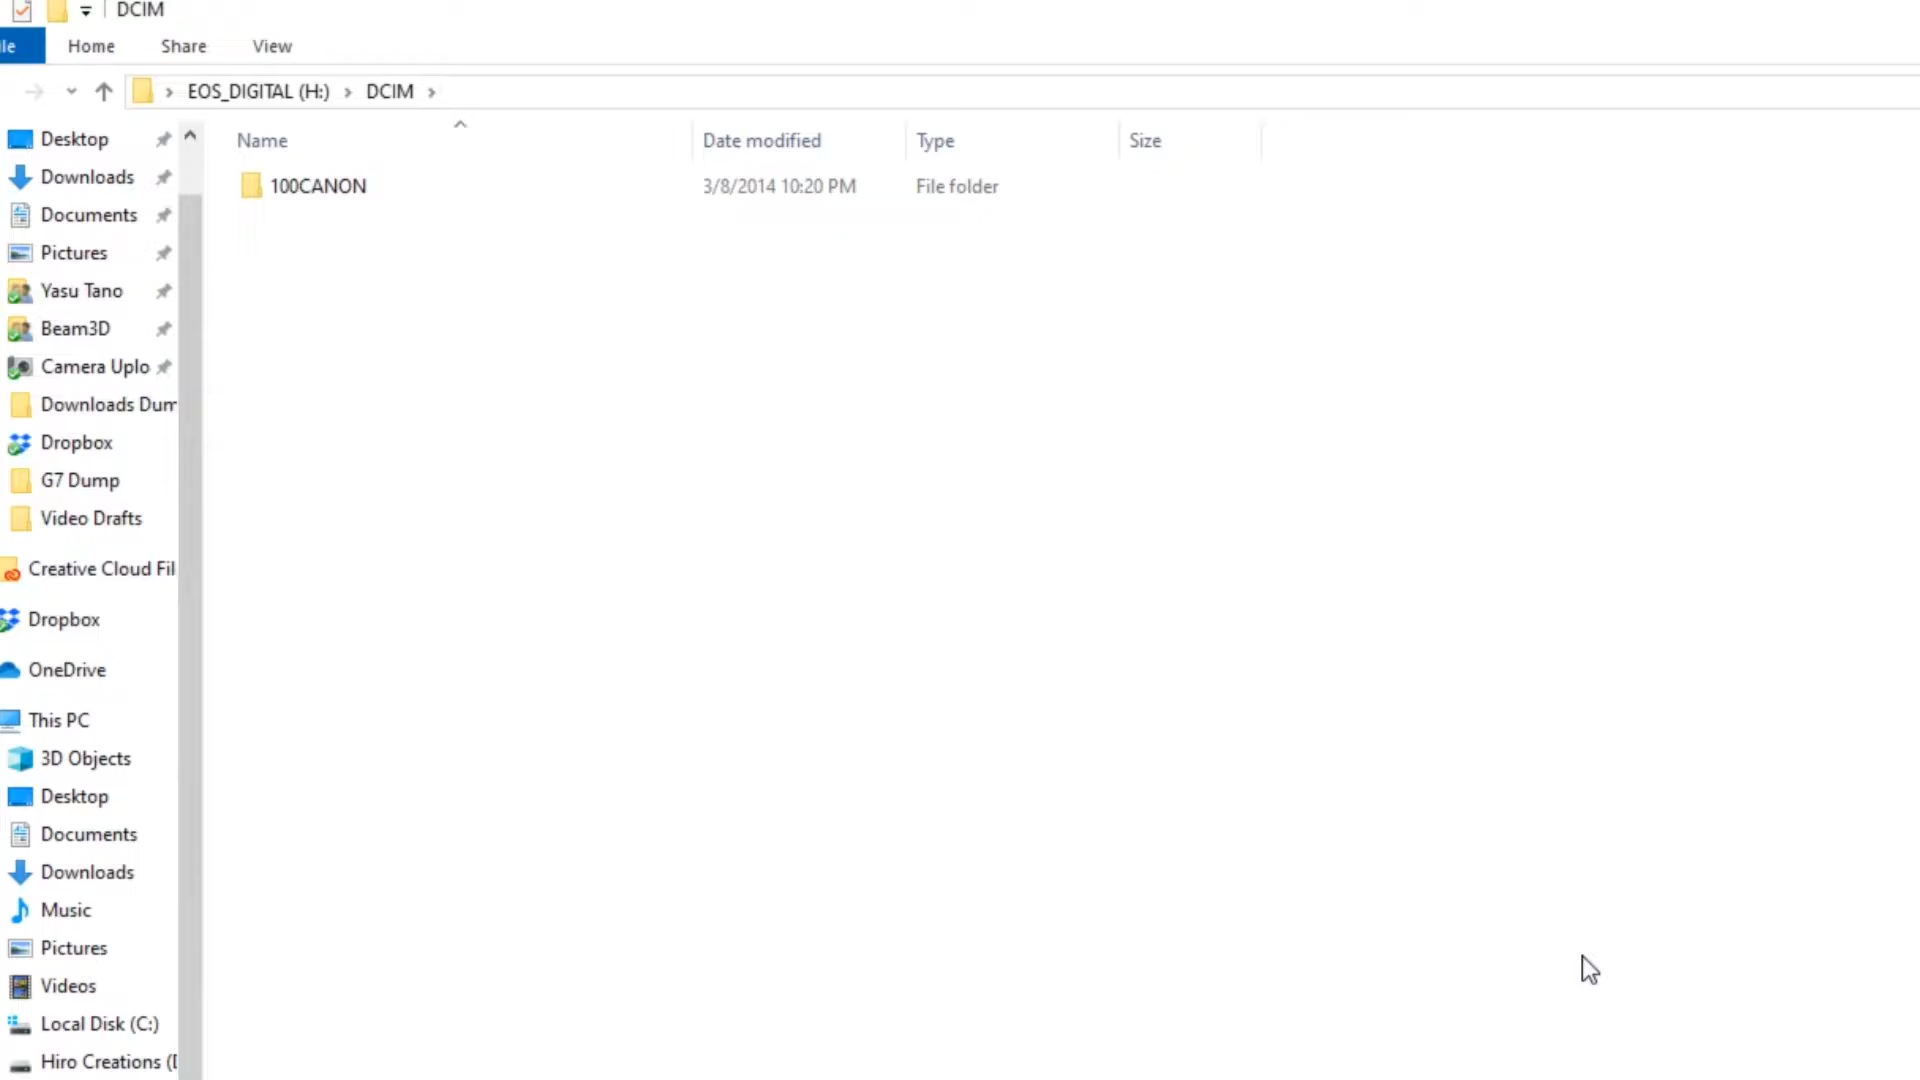 DCIM
le Home Share View
EOS_DIGITAL (H:) DCIM
Name Date modified Type Size
100CANON 3/8/2014 10:20 PM File folder
Desktop
Downloads
Documents
Pictures
Yasu Tano
Beam3D
Camera Uplo
Downloads Dum
Dropbox
G7 Dump
Video Drafts
Creative Cloud Fil
Dropbox
OneDrive
This PC
3D Objects
Desktop
Documents
Downloads
Music
Pictures
Videos
Local Disk (C:)
Hiro Creations (D